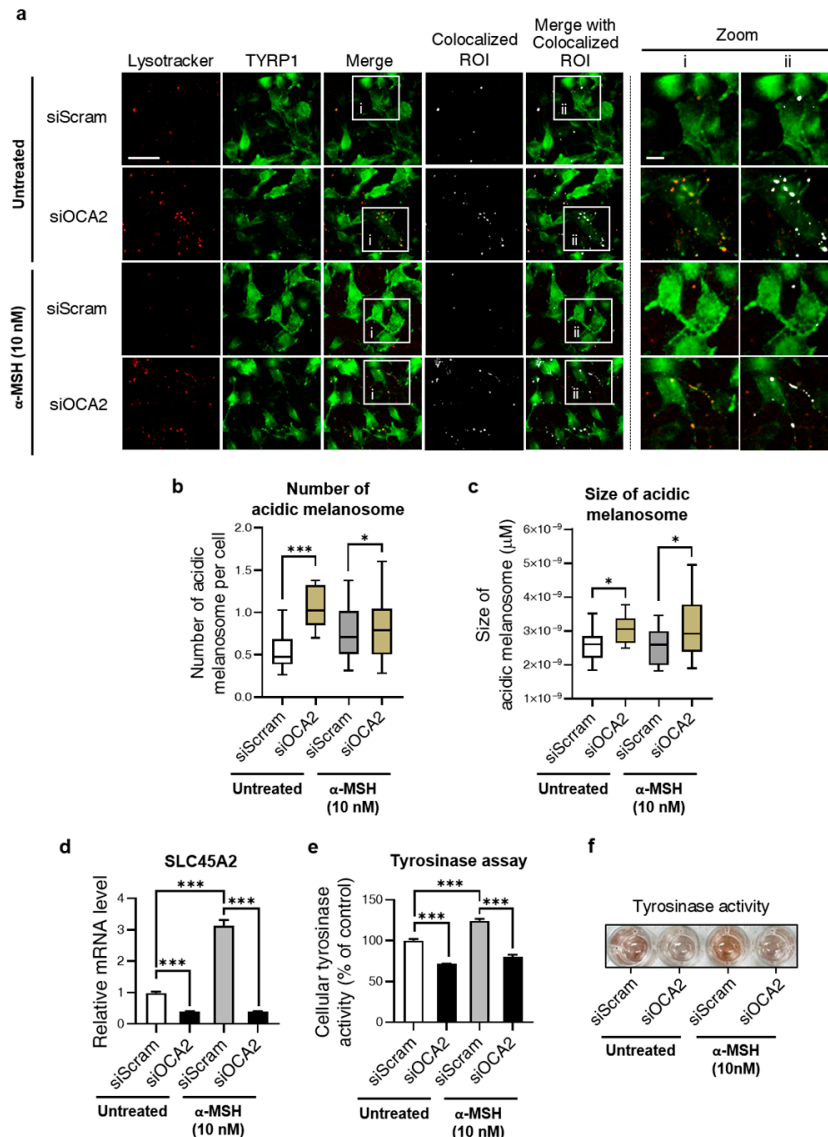 a
Lysotracker TYRP1 Merge Colocalized ROI Merge with Colocalized ROI Zoom
i ii
Untreated
siScram
i ii
siOCA2
i ii
α-MSH (10 nM)
siScram
i ii
siOCA2
i ii
b
Number of
acidic melanosome
Number of acidic
melanosome per cell
2.0
1.5
1.0
0.5
0.0
*** *
siScrram siOCA2 siScram siOCA2
Untreated α-MSH
(10 nM)
c
Size of acidic
melanosome
Size of
acidic melanosome (μM)
6×10⁻⁹
5×10⁻⁹
4×10⁻⁹
3×10⁻⁹
2×10⁻⁹
1×10⁻⁹
* *
siScrram siOCA2 siScram siOCA2
Untreated α-MSH
(10 nM)
d
SLC45A2
Relative mRNA level
4
3
2
1
0
***
*** ***
siScram siOCA2 siScram siOCA2
Untreated α-MSH
(10 nM)
e
Tyrosinase assay
Cellular tyrosinase
activity (% of control)
150
100
50
0
***
*** ***
siScram siOCA2 siScram siOCA2
Untreated α-MSH
(10 nM)
f
Tyrosinase activity
siScram siOCA2 siScram siOCA2
Untreated α-MSH
(10nM)